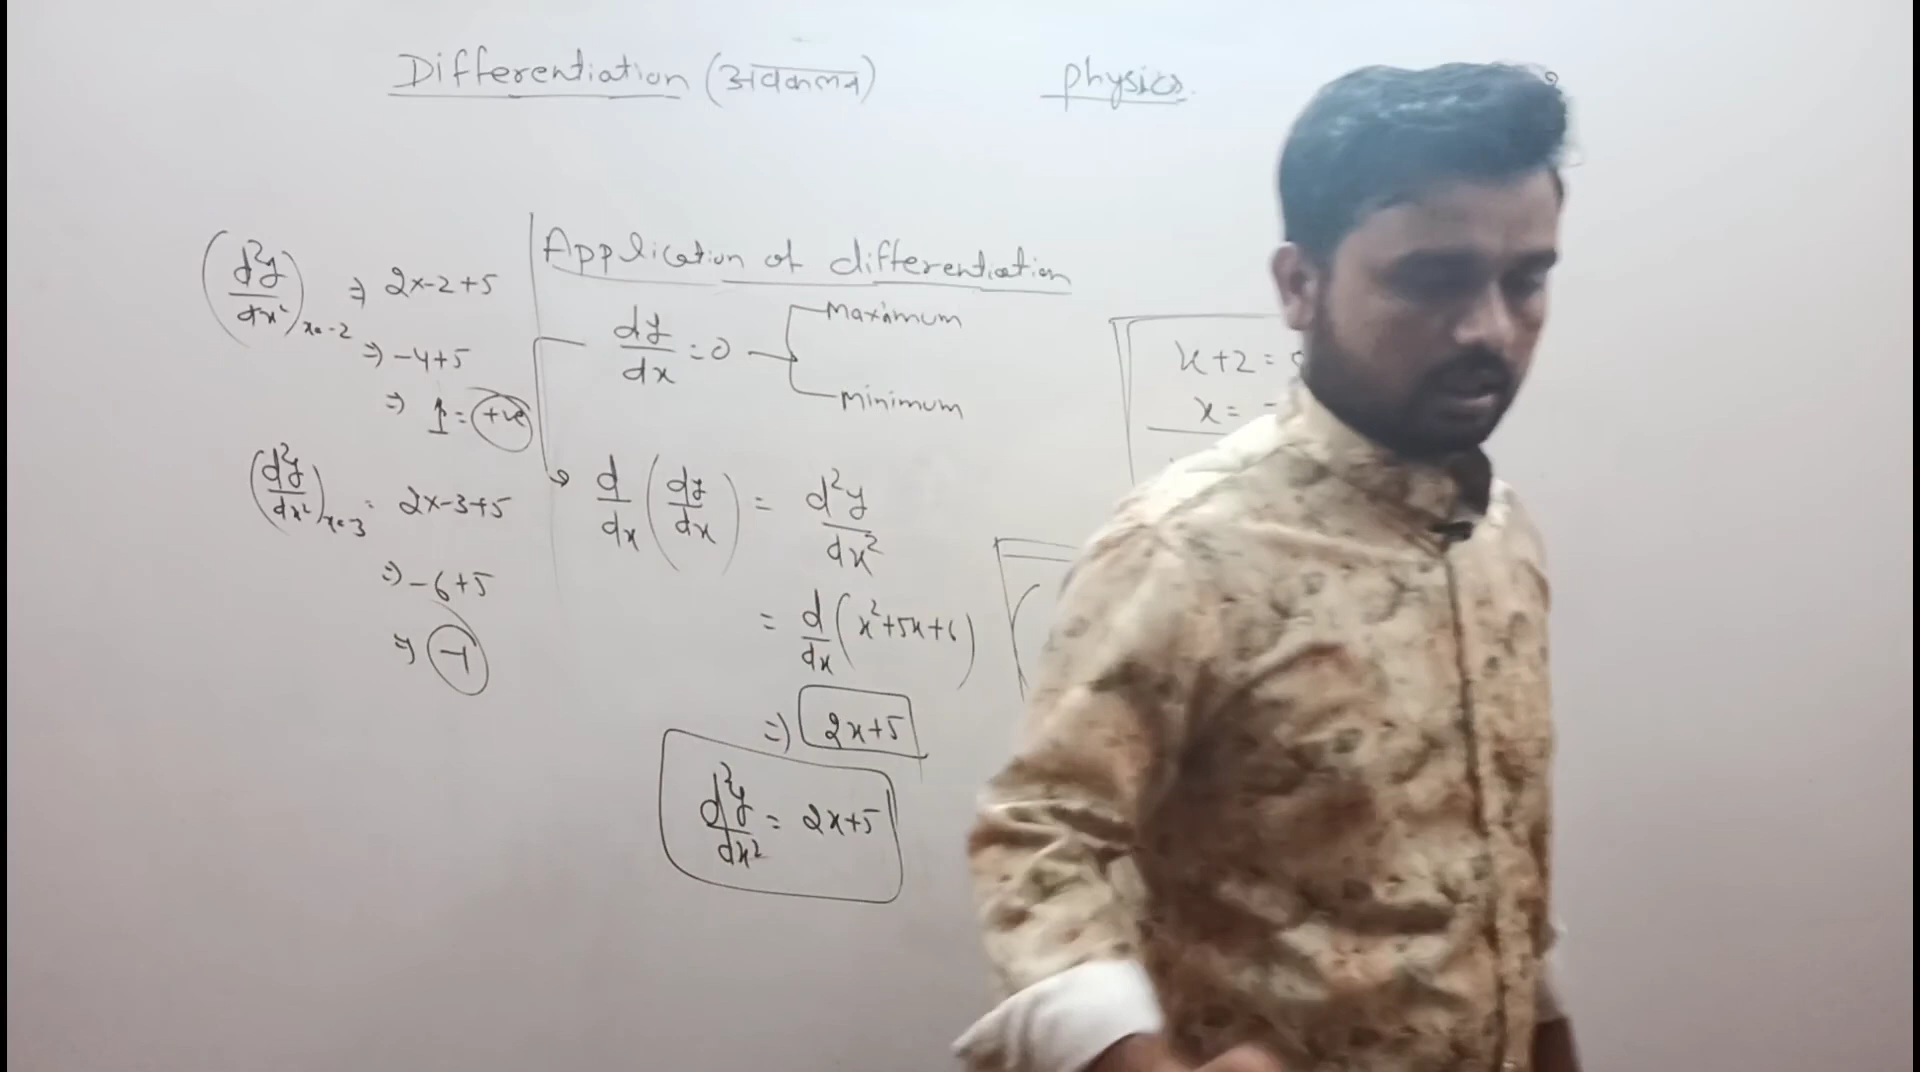 Differentiation (अवकलन)
physics.
(d²y/dx²)x=-2 ⇒ 2x-2+5
⇒ -4+5
⇒ 1 = +ve
(d²y/dx²)x=-3 = 2x-3+5
⇒ -6+5
⇒ -1
Application of differentiation
dy/dx = 0
Maximum
Minimum
d/dx (dy/dx) = d²y/dx²
= d/dx (x²+5x+6)
⇒ 2x+5
d²y/dx² = 2x+5
x+2 =
x = -